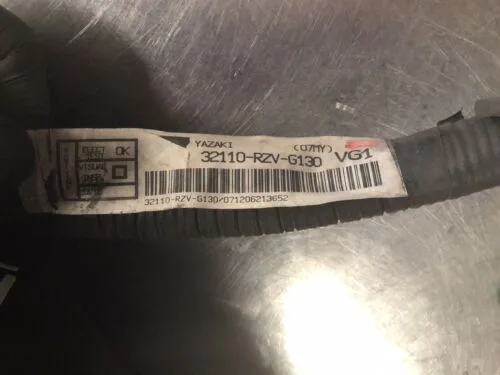 YAZAKI (07MY)
32110-RZV-G130 VG1
OK
VISUAL
32110-RZV-G130/071206213652